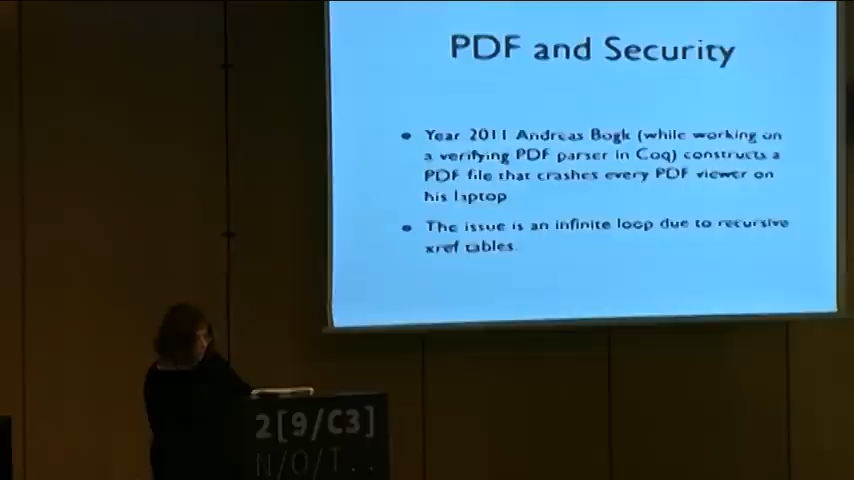 PDF and Security
• Year 2011 Andreas Bogk (while working on
a verifying PDF parser in Coq) constructs a
PDF file that crashes every PDF viewer on
his laptop
• The issue is an infinite loop due to recursive
xref tables.
2[9/C3]
N/O/T...